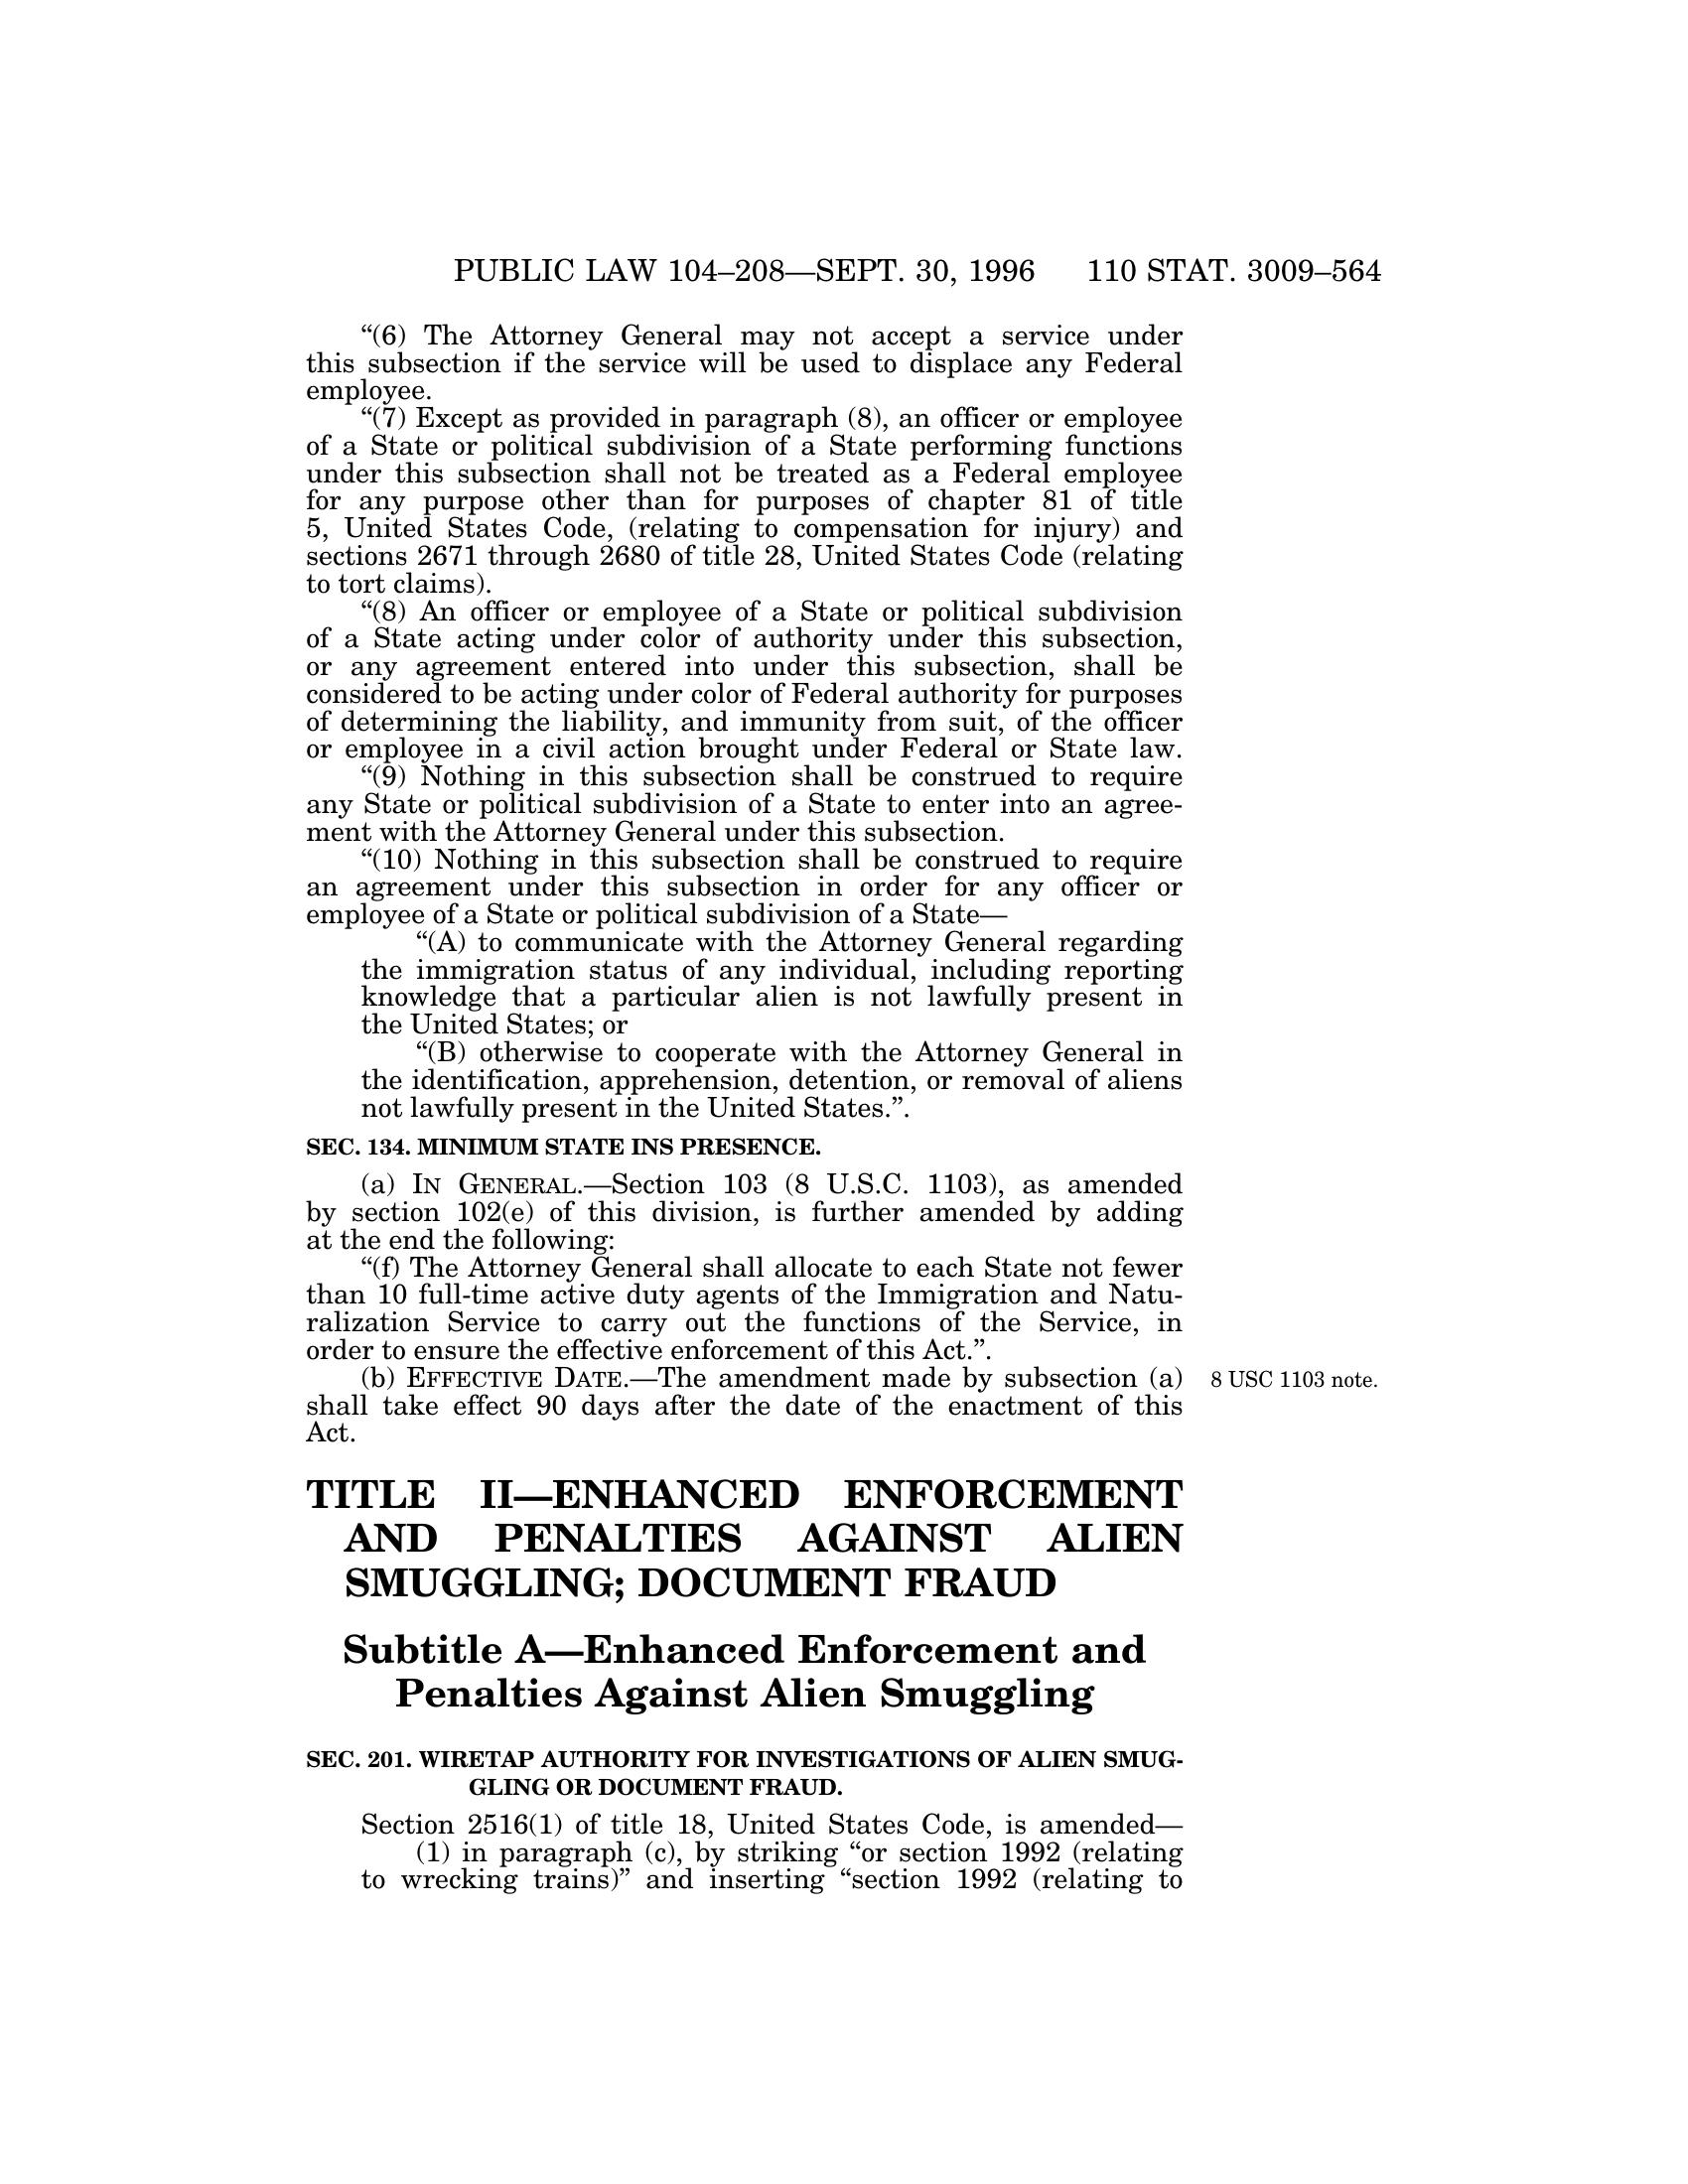 PUBLIC LAW 104–208—SEPT. 30, 1996 110 STAT. 3009–564
“(6) The Attorney General may not accept a service under
this subsection if the service will be used to displace any Federal
employee.
“(7) Except as provided in paragraph (8), an officer or employee
of a State or political subdivision of a State performing functions
under this subsection shall not be treated as a Federal employee
for any purpose other than for purposes of chapter 81 of title
5, United States Code, (relating to compensation for injury) and
sections 2671 through 2680 of title 28, United States Code (relating
to tort claims).
“(8) An officer or employee of a State or political subdivision
of a State acting under color of authority under this subsection,
or any agreement entered into under this subsection, shall be
considered to be acting under color of Federal authority for purposes
of determining the liability, and immunity from suit, of the officer
or employee in a civil action brought under Federal or State law.
“(9) Nothing in this subsection shall be construed to require
any State or political subdivision of a State to enter into an agree-
ment with the Attorney General under this subsection.
“(10) Nothing in this subsection shall be construed to require
an agreement under this subsection in order for any officer or
employee of a State or political subdivision of a State—
“(A) to communicate with the Attorney General regarding
the immigration status of any individual, including reporting
knowledge that a particular alien is not lawfully present in
the United States; or
“(B) otherwise to cooperate with the Attorney General in
the identification, apprehension, detention, or removal of aliens
not lawfully present in the United States.”.
SEC. 134. MINIMUM STATE INS PRESENCE.
(a) IN GENERAL.—Section 103 (8 U.S.C. 1103), as amended
by section 102(e) of this division, is further amended by adding
at the end the following:
“(f) The Attorney General shall allocate to each State not fewer
than 10 full-time active duty agents of the Immigration and Natu-
ralization Service to carry out the functions of the Service, in
order to ensure the effective enforcement of this Act.”.
(b) EFFECTIVE DATE.—The amendment made by subsection (a)
shall take effect 90 days after the date of the enactment of this
Act.
8 USC 1103 note.
TITLE II—ENHANCED ENFORCEMENT
AND PENALTIES AGAINST ALIEN
SMUGGLING; DOCUMENT FRAUD
Subtitle A—Enhanced Enforcement and
Penalties Against Alien Smuggling
SEC. 201. WIRETAP AUTHORITY FOR INVESTIGATIONS OF ALIEN SMUG-
GLING OR DOCUMENT FRAUD.
Section 2516(1) of title 18, United States Code, is amended—
(1) in paragraph (c), by striking “or section 1992 (relating
to wrecking trains)” and inserting “section 1992 (relating to